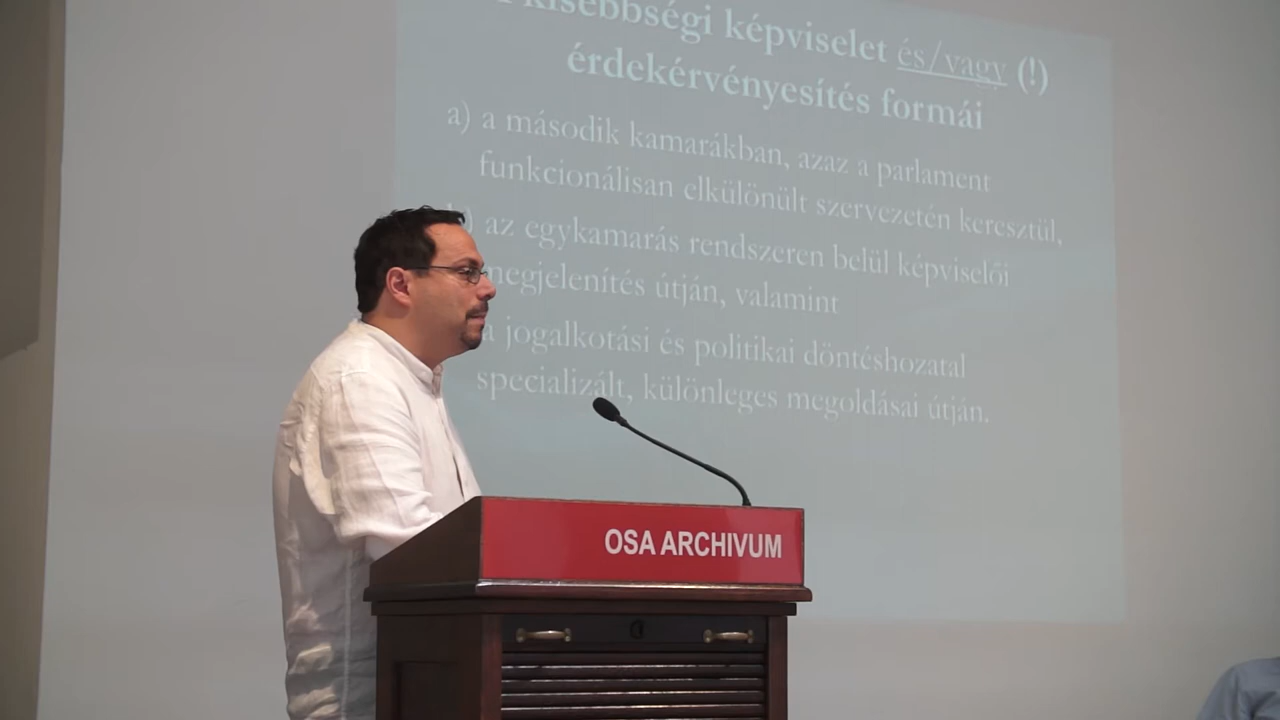 kisebbségi képviselet és/vagy (!)
érdekérvényesítés formái
a) a második kamarákban, azaz a parlament
funkcionálisan elkülönült szervezetén keresztül,
) az egykamarás rendszeren belül képviselői
megjelenítés útján, valamint
a jogalkotási és politikai döntéshozatal
specializált, különleges megoldásai útján.
OSA ARCHIVUM